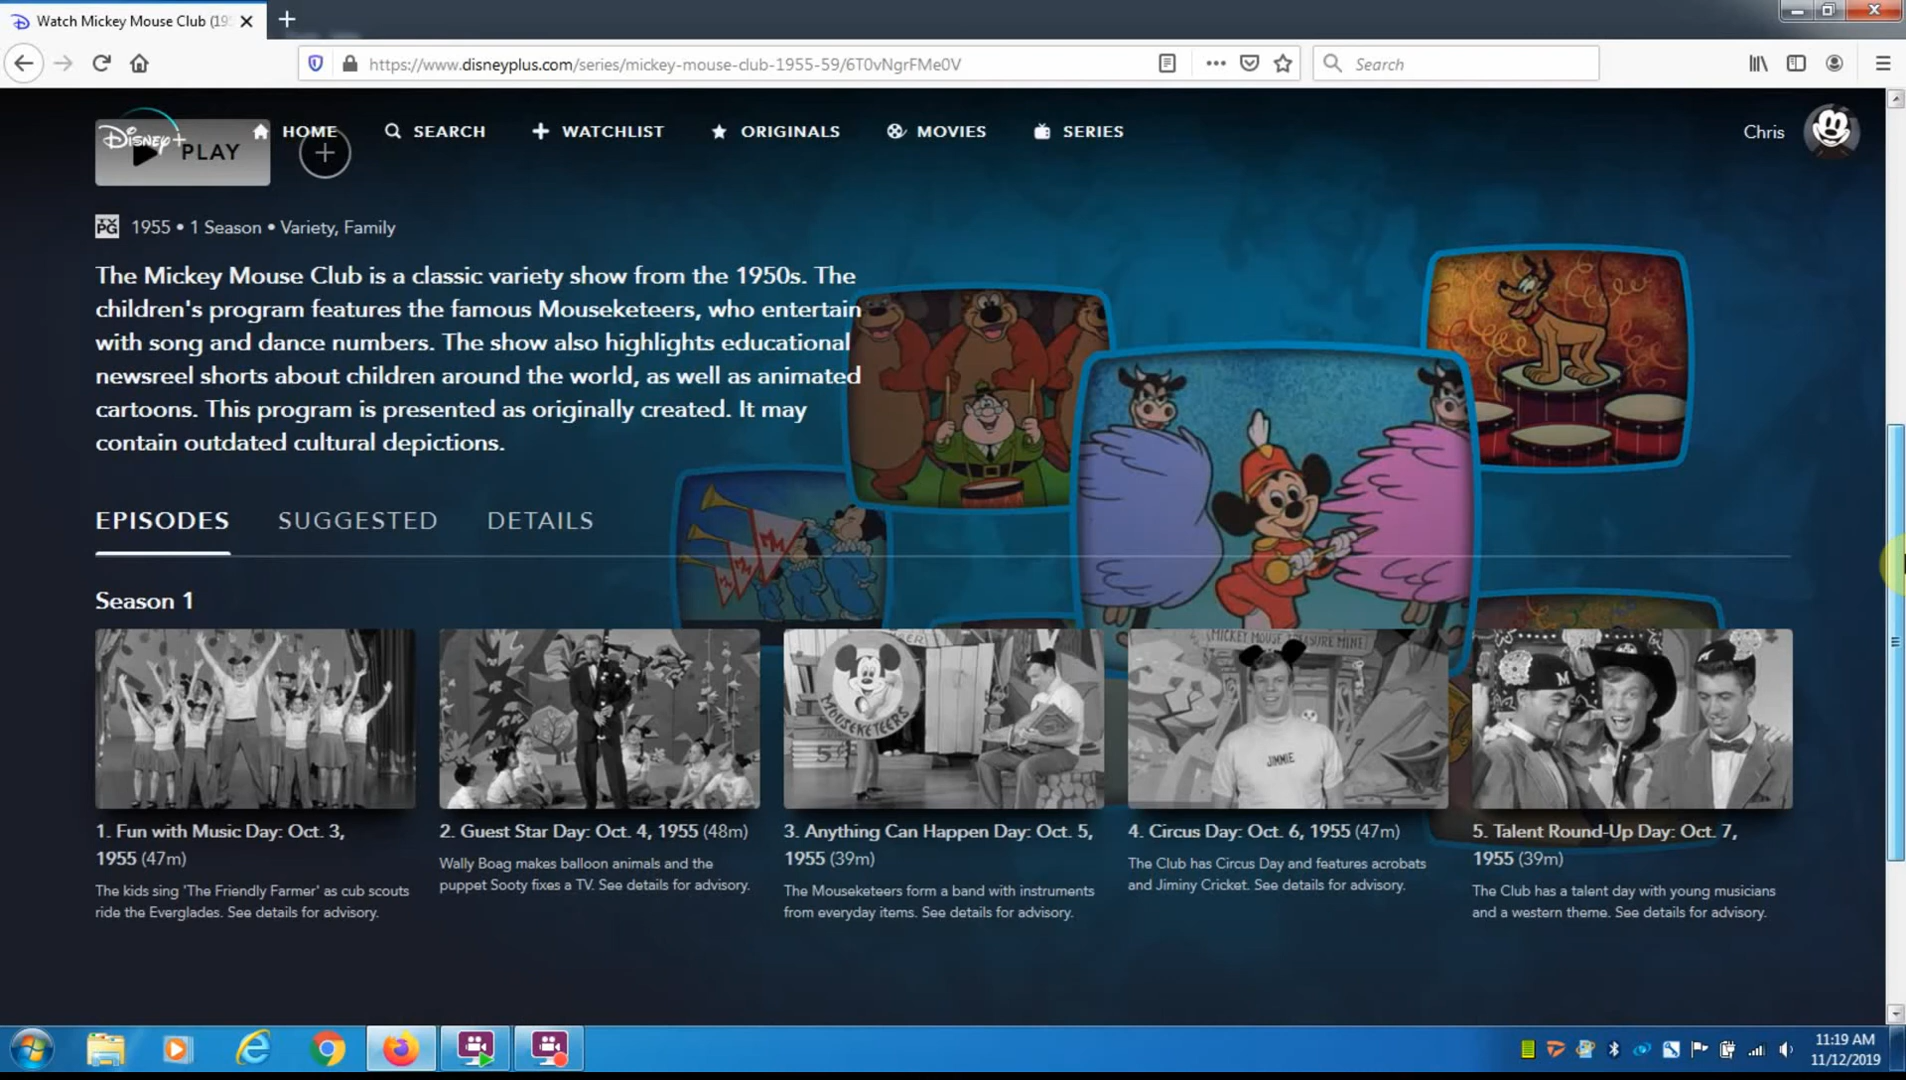 Watch Mickey Mouse Club (19
https://www.disneyplus.com/series/mickey-mouse-club-1955-59/6T0vNgrFMe0V
Search
Disney+
HOME
SEARCH
WATCHLIST
ORIGINALS
MOVIES
SERIES
Chris
PLAY
TV PG 1955 • 1 Season • Variety, Family
The Mickey Mouse Club is a classic variety show from the 1950s. The
children's program features the famous Mouseketeers, who entertain
with song and dance numbers. The show also highlights educational
newsreel shorts about children around the world, as well as animated
cartoons. This program is presented as originally created. It may
contain outdated cultural depictions.
EPISODES
SUGGESTED
DETAILS
Season 1
MOUSEKETEERS
5¢
MICKEY MOUSE TREASURE MINE
JIMMIE
M
1. Fun with Music Day: Oct. 3,
1955 (47m)
The kids sing 'The Friendly Farmer' as cub scouts
ride the Everglades. See details for advisory.
2. Guest Star Day: Oct. 4, 1955 (48m)
Wally Boag makes balloon animals and the
puppet Sooty fixes a TV. See details for advisory.
3. Anything Can Happen Day: Oct. 5,
1955 (39m)
The Mouseketeers form a band with instruments
from everyday items. See details for advisory.
4. Circus Day: Oct. 6, 1955 (47m)
The Club has Circus Day and features acrobats
and Jiminy Cricket. See details for advisory.
5. Talent Round-Up Day: Oct. 7,
1955 (39m)
The Club has a talent day with young musicians
and a western theme. See details for advisory.
11:19 AM
11/12/2019